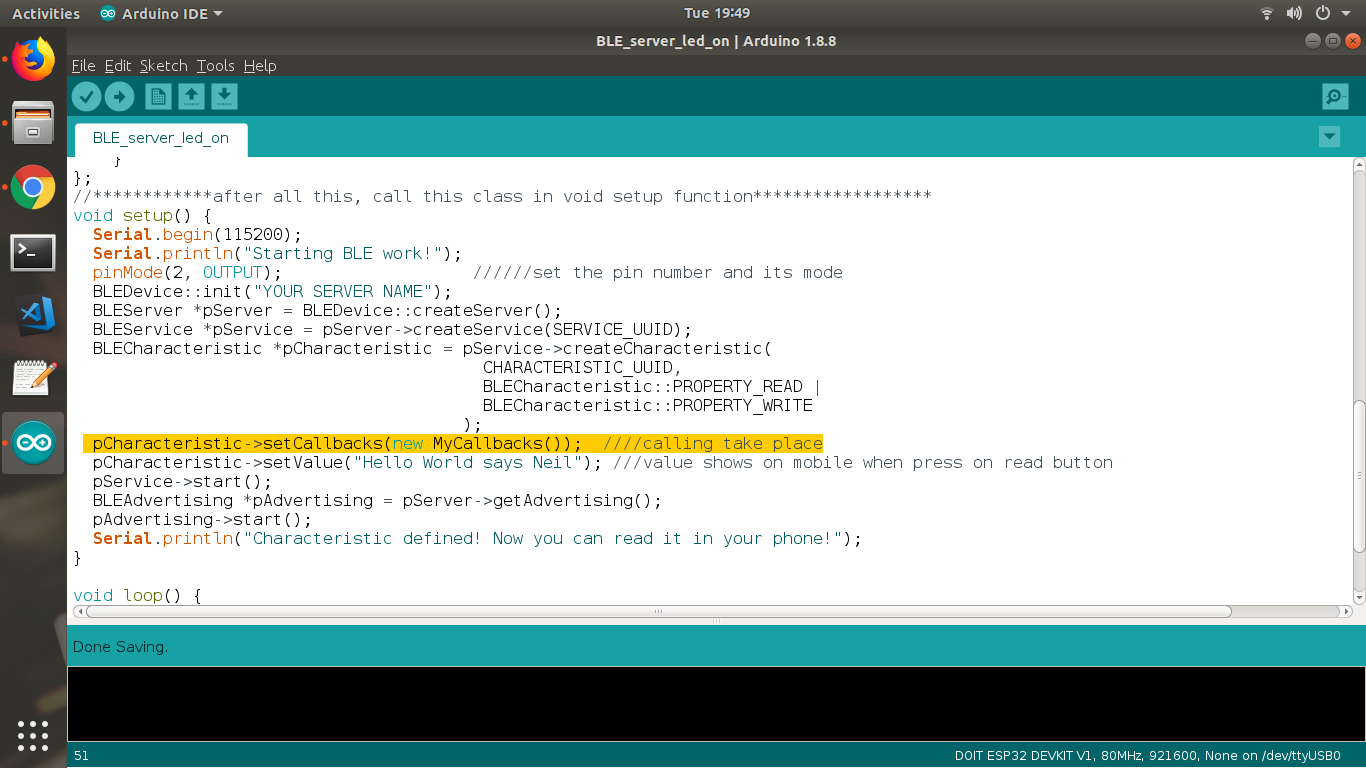 Activities Arduino IDE Tue 19:49
BLE_server_led_on | Arduino 1.8.8
File Edit Sketch Tools Help
BLE_server_led_on
}
};
//************after all this, call this class in void setup function******************
void setup() {
  Serial.begin(115200);
  Serial.println("Starting BLE work!");
  pinMode(2, OUTPUT);                   //////set the pin number and its mode
  BLEDevice::init("YOUR SERVER NAME");
  BLEServer *pServer = BLEDevice::createServer();
  BLEService *pService = pServer->createService(SERVICE_UUID);
  BLECharacteristic *pCharacteristic = pService->createCharacteristic(
                                         CHARACTERISTIC_UUID,
                                         BLECharacteristic::PROPERTY_READ |
                                         BLECharacteristic::PROPERTY_WRITE
                                       );
  pCharacteristic->setCallbacks(new MyCallbacks());  ////calling take place
  pCharacteristic->setValue("Hello World says Neil"); ///value shows on mobile when press on read button
  pService->start();
  BLEAdvertising *pAdvertising = pServer->getAdvertising();
  pAdvertising->start();
  Serial.println("Characteristic defined! Now you can read it in your phone!");
}
void loop() {
Done Saving.
51 DOIT ESP32 DEVKIT V1, 80MHz, 921600, None on /dev/ttyUSB0